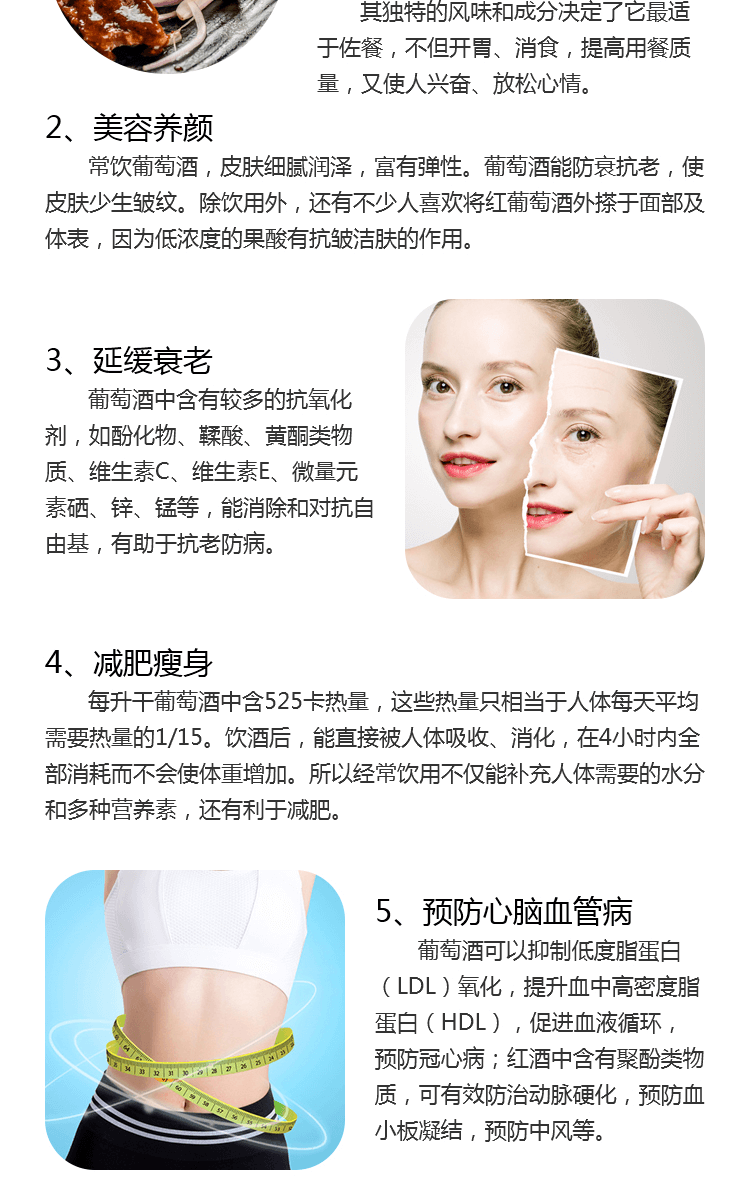 其独特的风味和成分决定了它最适
于佐餐，不但开胃、消食，提高用餐质
量，又使人兴奋、放松心情。
2、美容养颜
常饮葡萄酒，皮肤细腻润泽，富有弹性。葡萄酒能防衰抗老，使
皮肤少生皱纹。除饮用外，还有不少人喜欢将红葡萄酒外搽于面部及
体表，因为低浓度的果酸有抗皱洁肤的作用。
3、延缓衰老
葡萄酒中含有较多的抗氧化
剂，如酚化物、鞣酸、黄酮类物
质、维生素C、维生素E、微量元
素硒、锌、锰等，能消除和对抗自
由基，有助于抗老防病。
4、减肥瘦身
每升干葡萄酒中含525卡热量，这些热量只相当于人体每天平均
需要热量的1/15。饮酒后，能直接被人体吸收、消化，在4小时内全
部消耗而不会使体重增加。所以经常饮用不仅能补充人体需要的水分
和多种营养素，还有利于减肥。
5、预防心脑血管病
葡萄酒可以抑制低度脂蛋白
（LDL）氧化，提升血中高密度脂
蛋白（HDL），促进血液循环，
预防冠心病；红酒中含有聚酚类物
质，可有效防治动脉硬化，预防血
小板凝结，预防中风等。